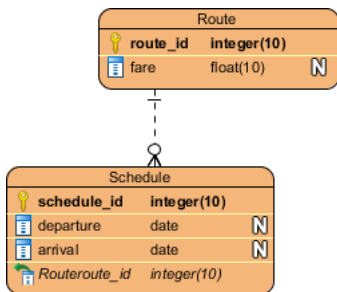 Route
route_id integer(10)
fare float(10) N
Schedule
schedule_id integer(10)
departure date N
arrival date N
Routeroute_id integer(10)